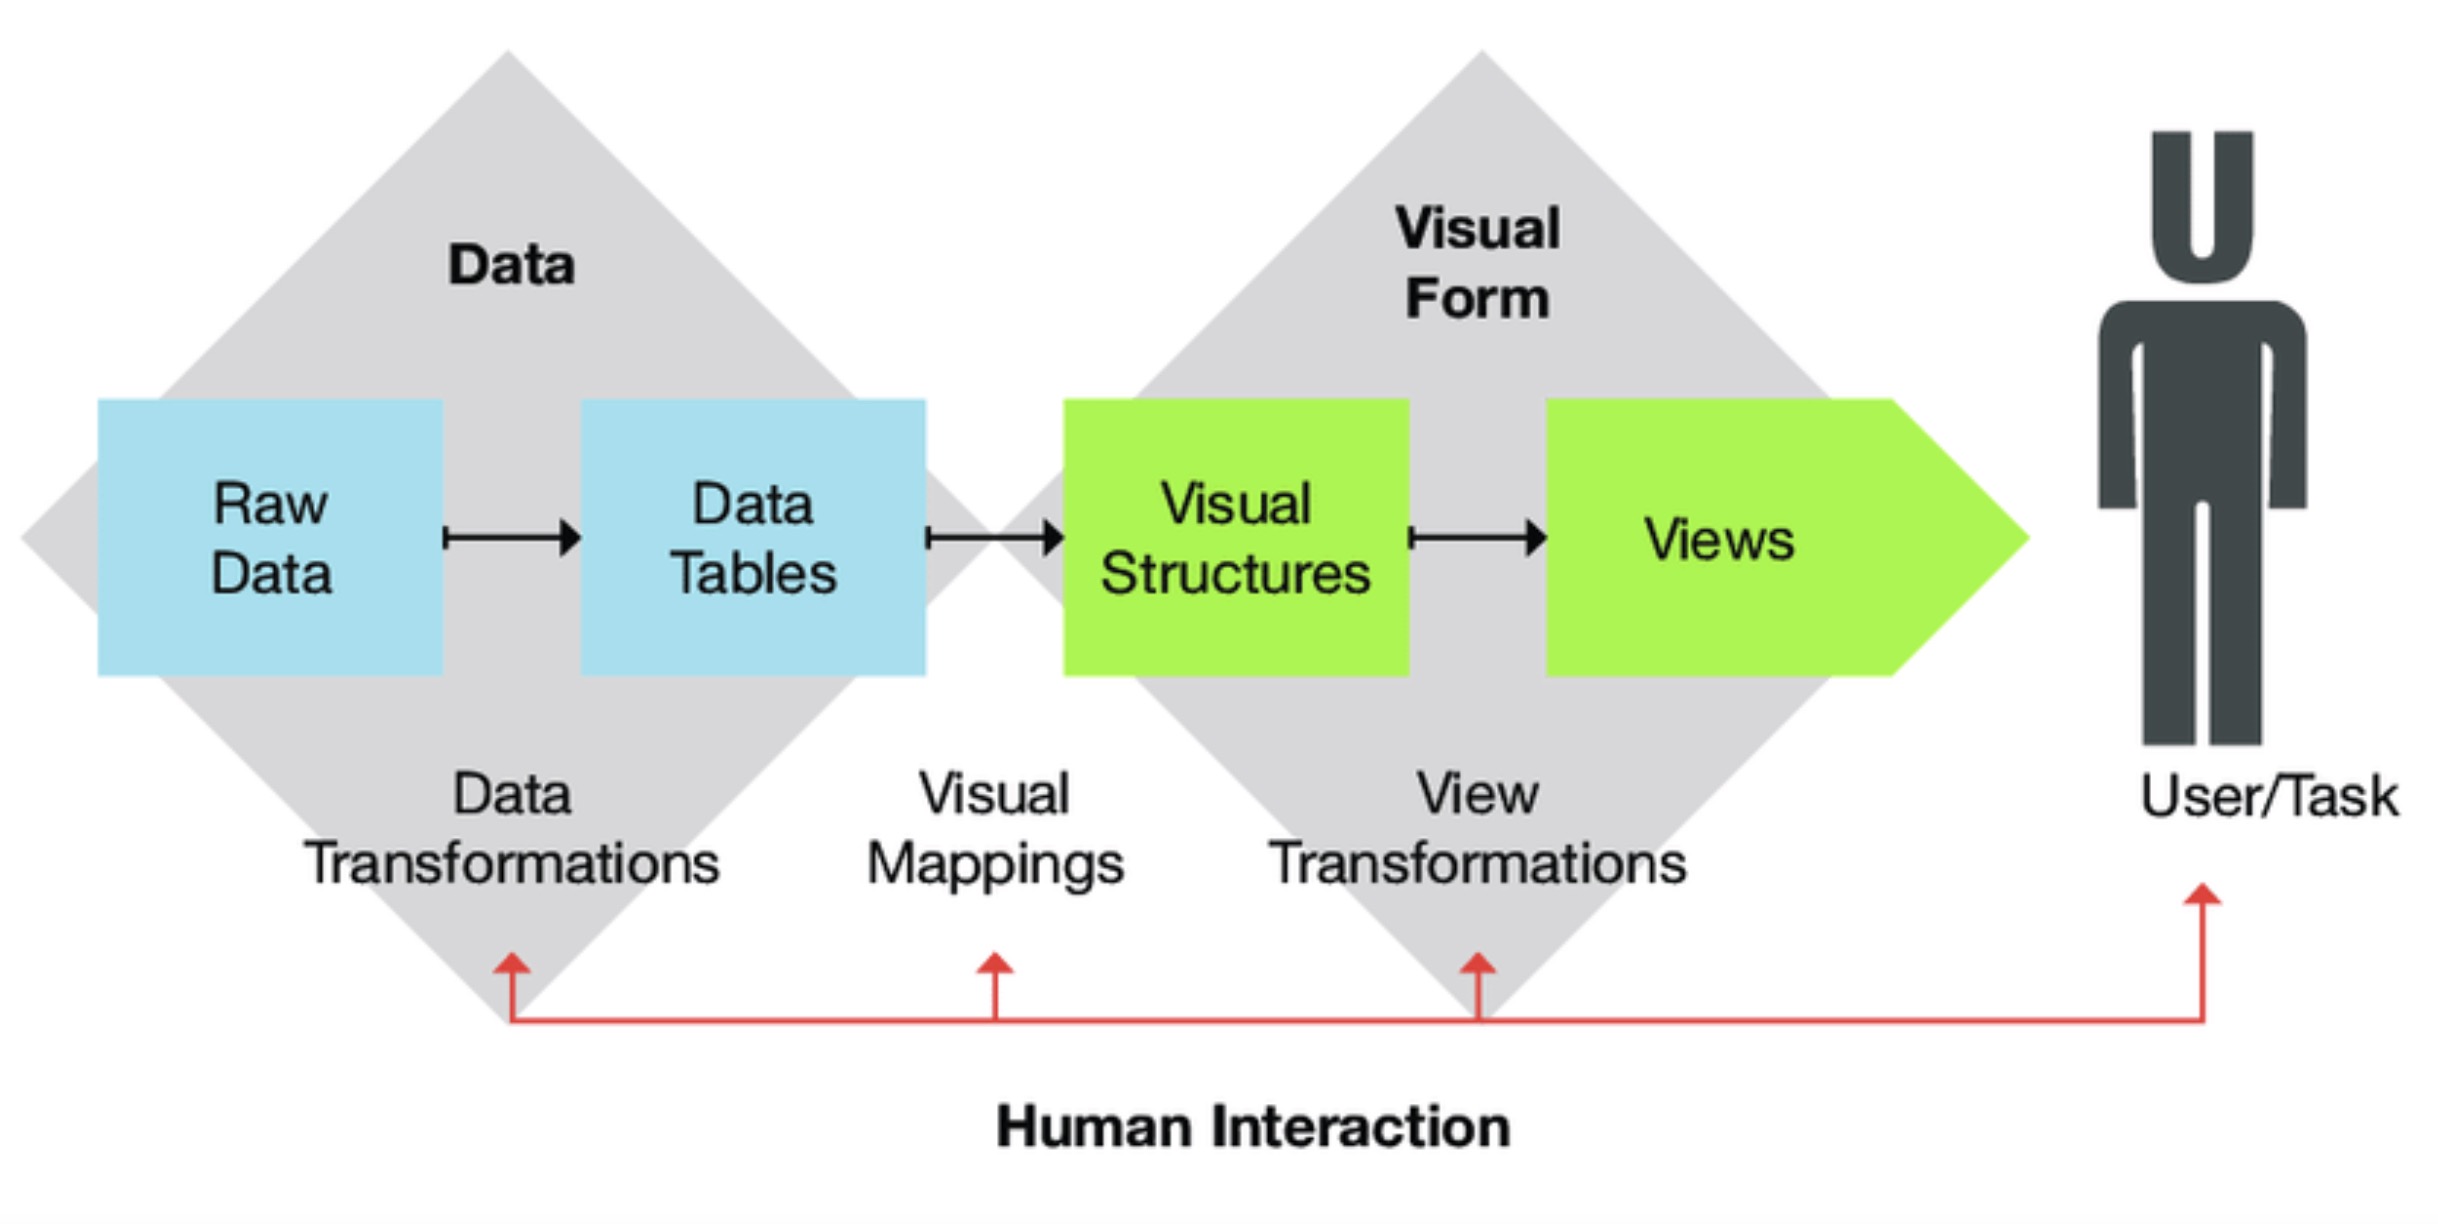 Data
Visual
Form
Raw
Data
Data
Tables
Visual
Structures
Views
Data
Transformations
Visual
Mappings
View
Transformations
User/Task
Human Interaction